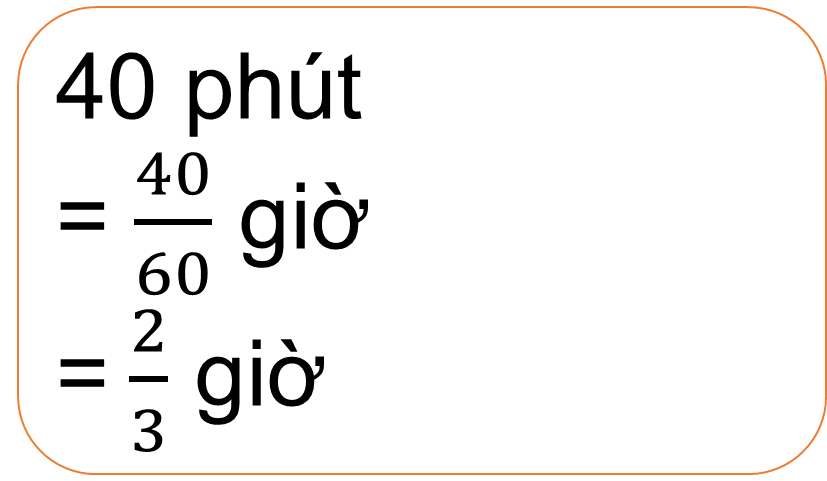 40 phút
= 40/60 giờ
= 2/3 giờ